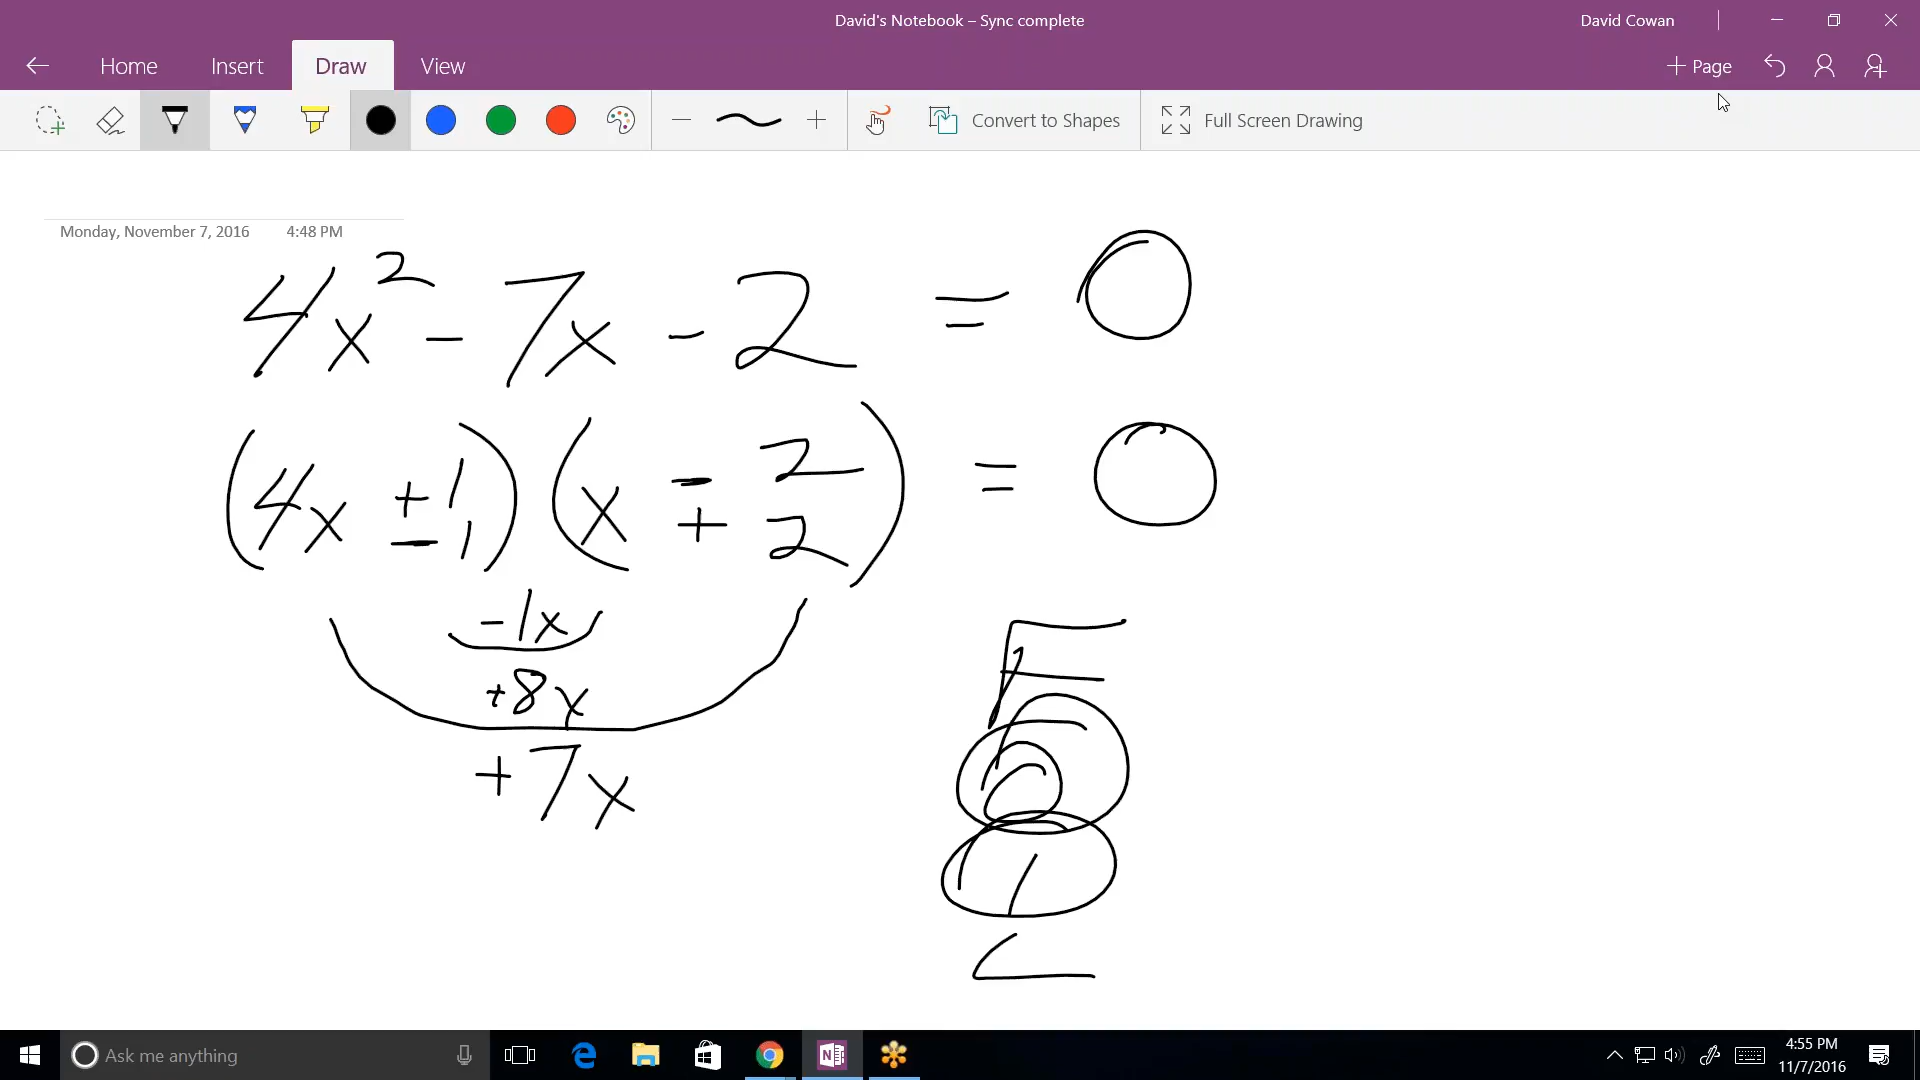 David's Notebook – Sync complete
David Cowan
Home Insert Draw View
+ Page
Convert to Shapes
Full Screen Drawing
Monday, November 7, 2016 4:48 PM
4x² - 7x - 2 = 0
(4x + 1 - 1)(x - 2 + 2) = 0
-1x
+8x
+7x
F
O
I
L
Ask me anything
4:55 PM
11/7/2016